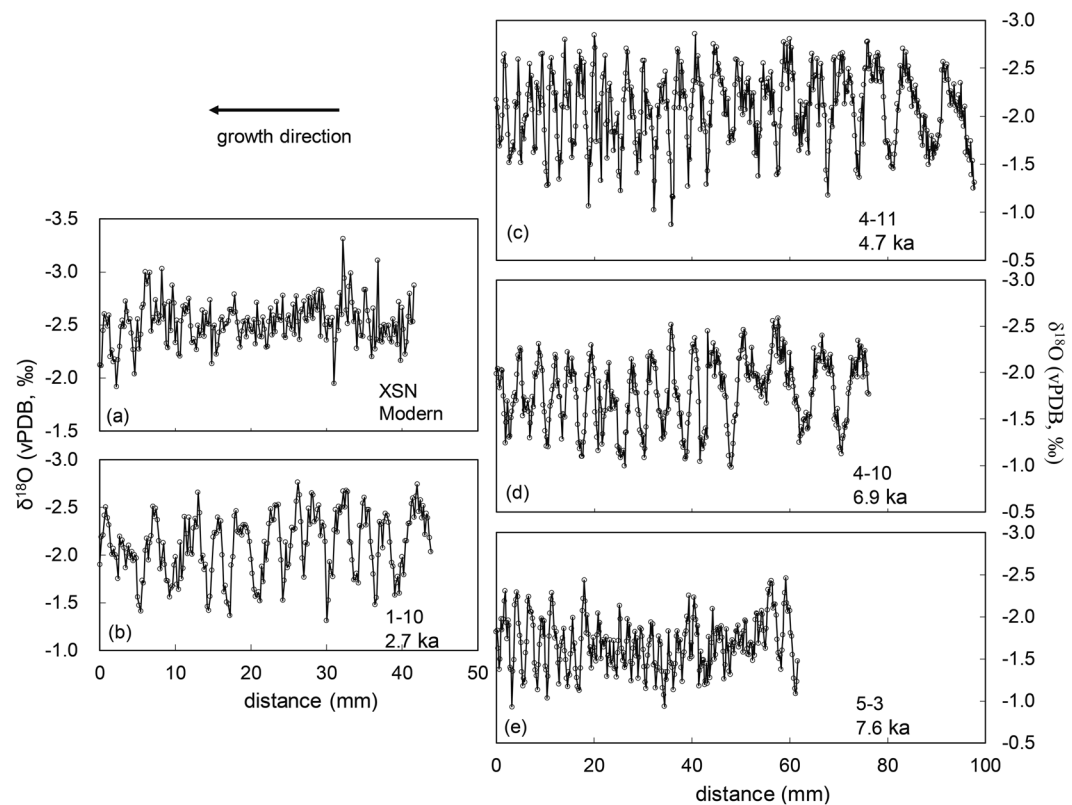 growth direction
δ¹⁸O (vPDB, ‰)
-3.5
-3.0
-2.5
-2.0
-1.5
(a)
XSN
Modern
-3.0
-2.5
-2.0
-1.5
-1.0
(b)
1-10
2.7 ka
0
10
20
30
40
50
distance (mm)
-3.0
-2.5
-2.0
-1.5
-1.0
-0.5
(c)
4-11
4.7 ka
-3.0
-2.5
-2.0
-1.5
-1.0
-0.5
(d)
4-10
6.9 ka
δ¹⁸O (vPDB, ‰)
-3.0
-2.5
-2.0
-1.5
-1.0
-0.5
(e)
5-3
7.6 ka
0
20
40
60
80
100
distance (mm)